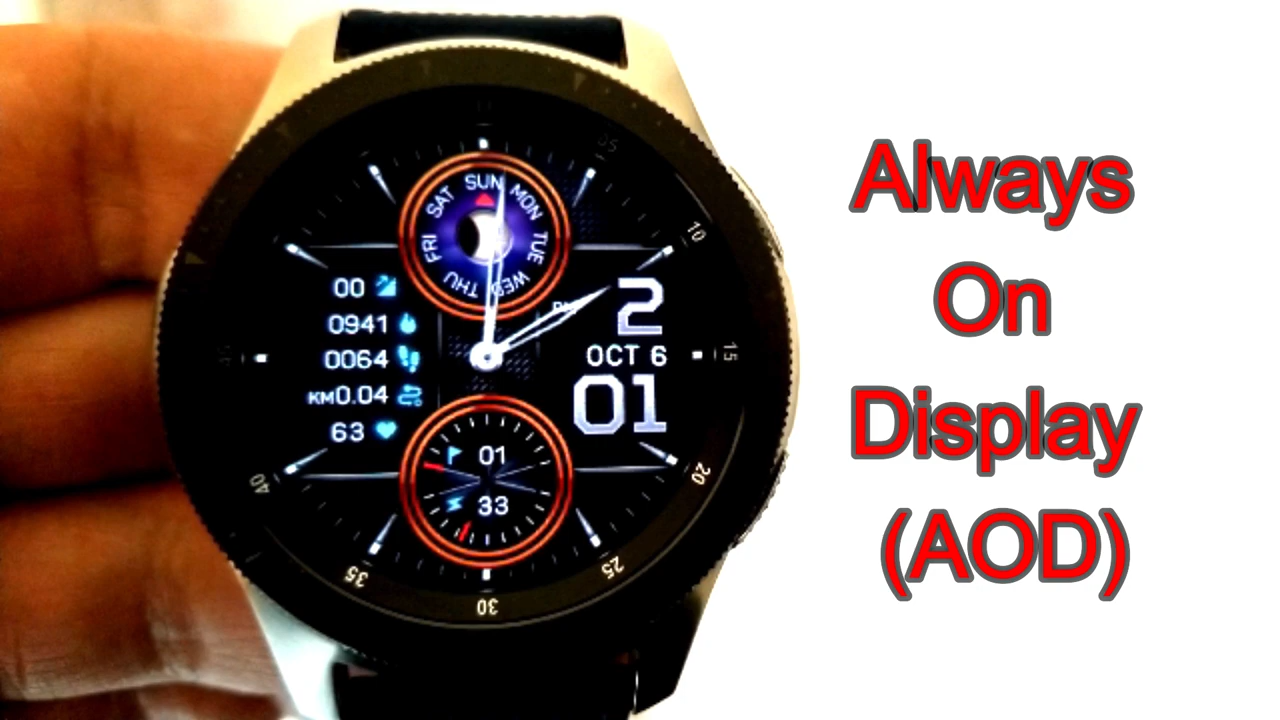 SUN
MON
TUE
WED
THU
FRI
SAT
00
0941
0064
KM0.04
63
2
OCT 6
01
01
33
10
15
20
25
30
35
40
Always
On
Display
(AOD)